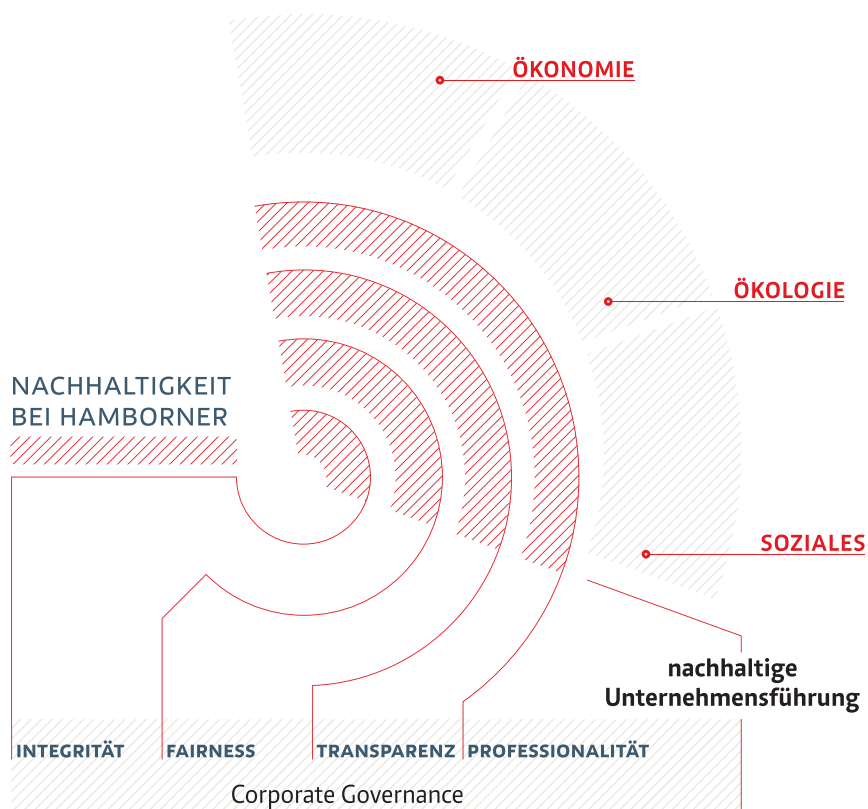 ÖKONOMIE
ÖKOLOGIE
NACHHALTIGKEIT
BEI HAMBORNER
SOZIALES
nachhaltige
Unternehmensführung
INTEGRITÄT
FAIRNESS
TRANSPARENZ
PROFESSIONALITÄT
Corporate Governance